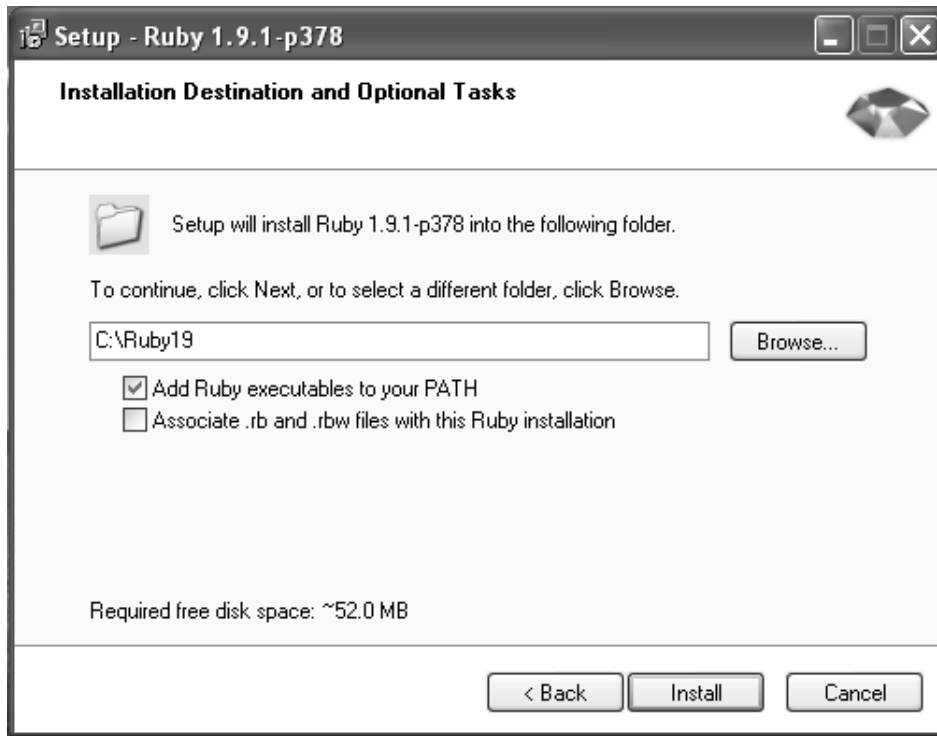 Setup - Ruby 1.9.1-p378
Installation Destination and Optional Tasks
Setup will install Ruby 1.9.1-p378 into the following folder.
To continue, click Next, or to select a different folder, click Browse.
C:\Ruby19
Browse...
Add Ruby executables to your PATH
Associate .rb and .rbw files with this Ruby installation
Required free disk space: ~52.0 MB
< Back Install Cancel